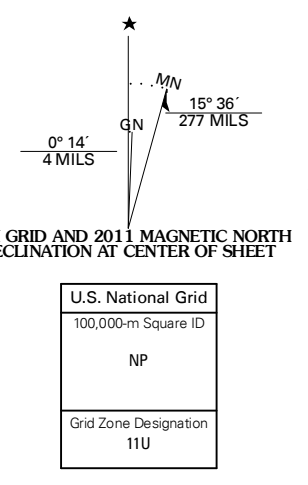 ★
MN
15° 36´
277 MILS
GN
0° 14´
4 MILS
GRID AND 2011 MAGNETIC NORTH
ECLINATION AT CENTER OF SHEET
U.S. National Grid
100,000-m Square ID
NP
Grid Zone Designation
11U